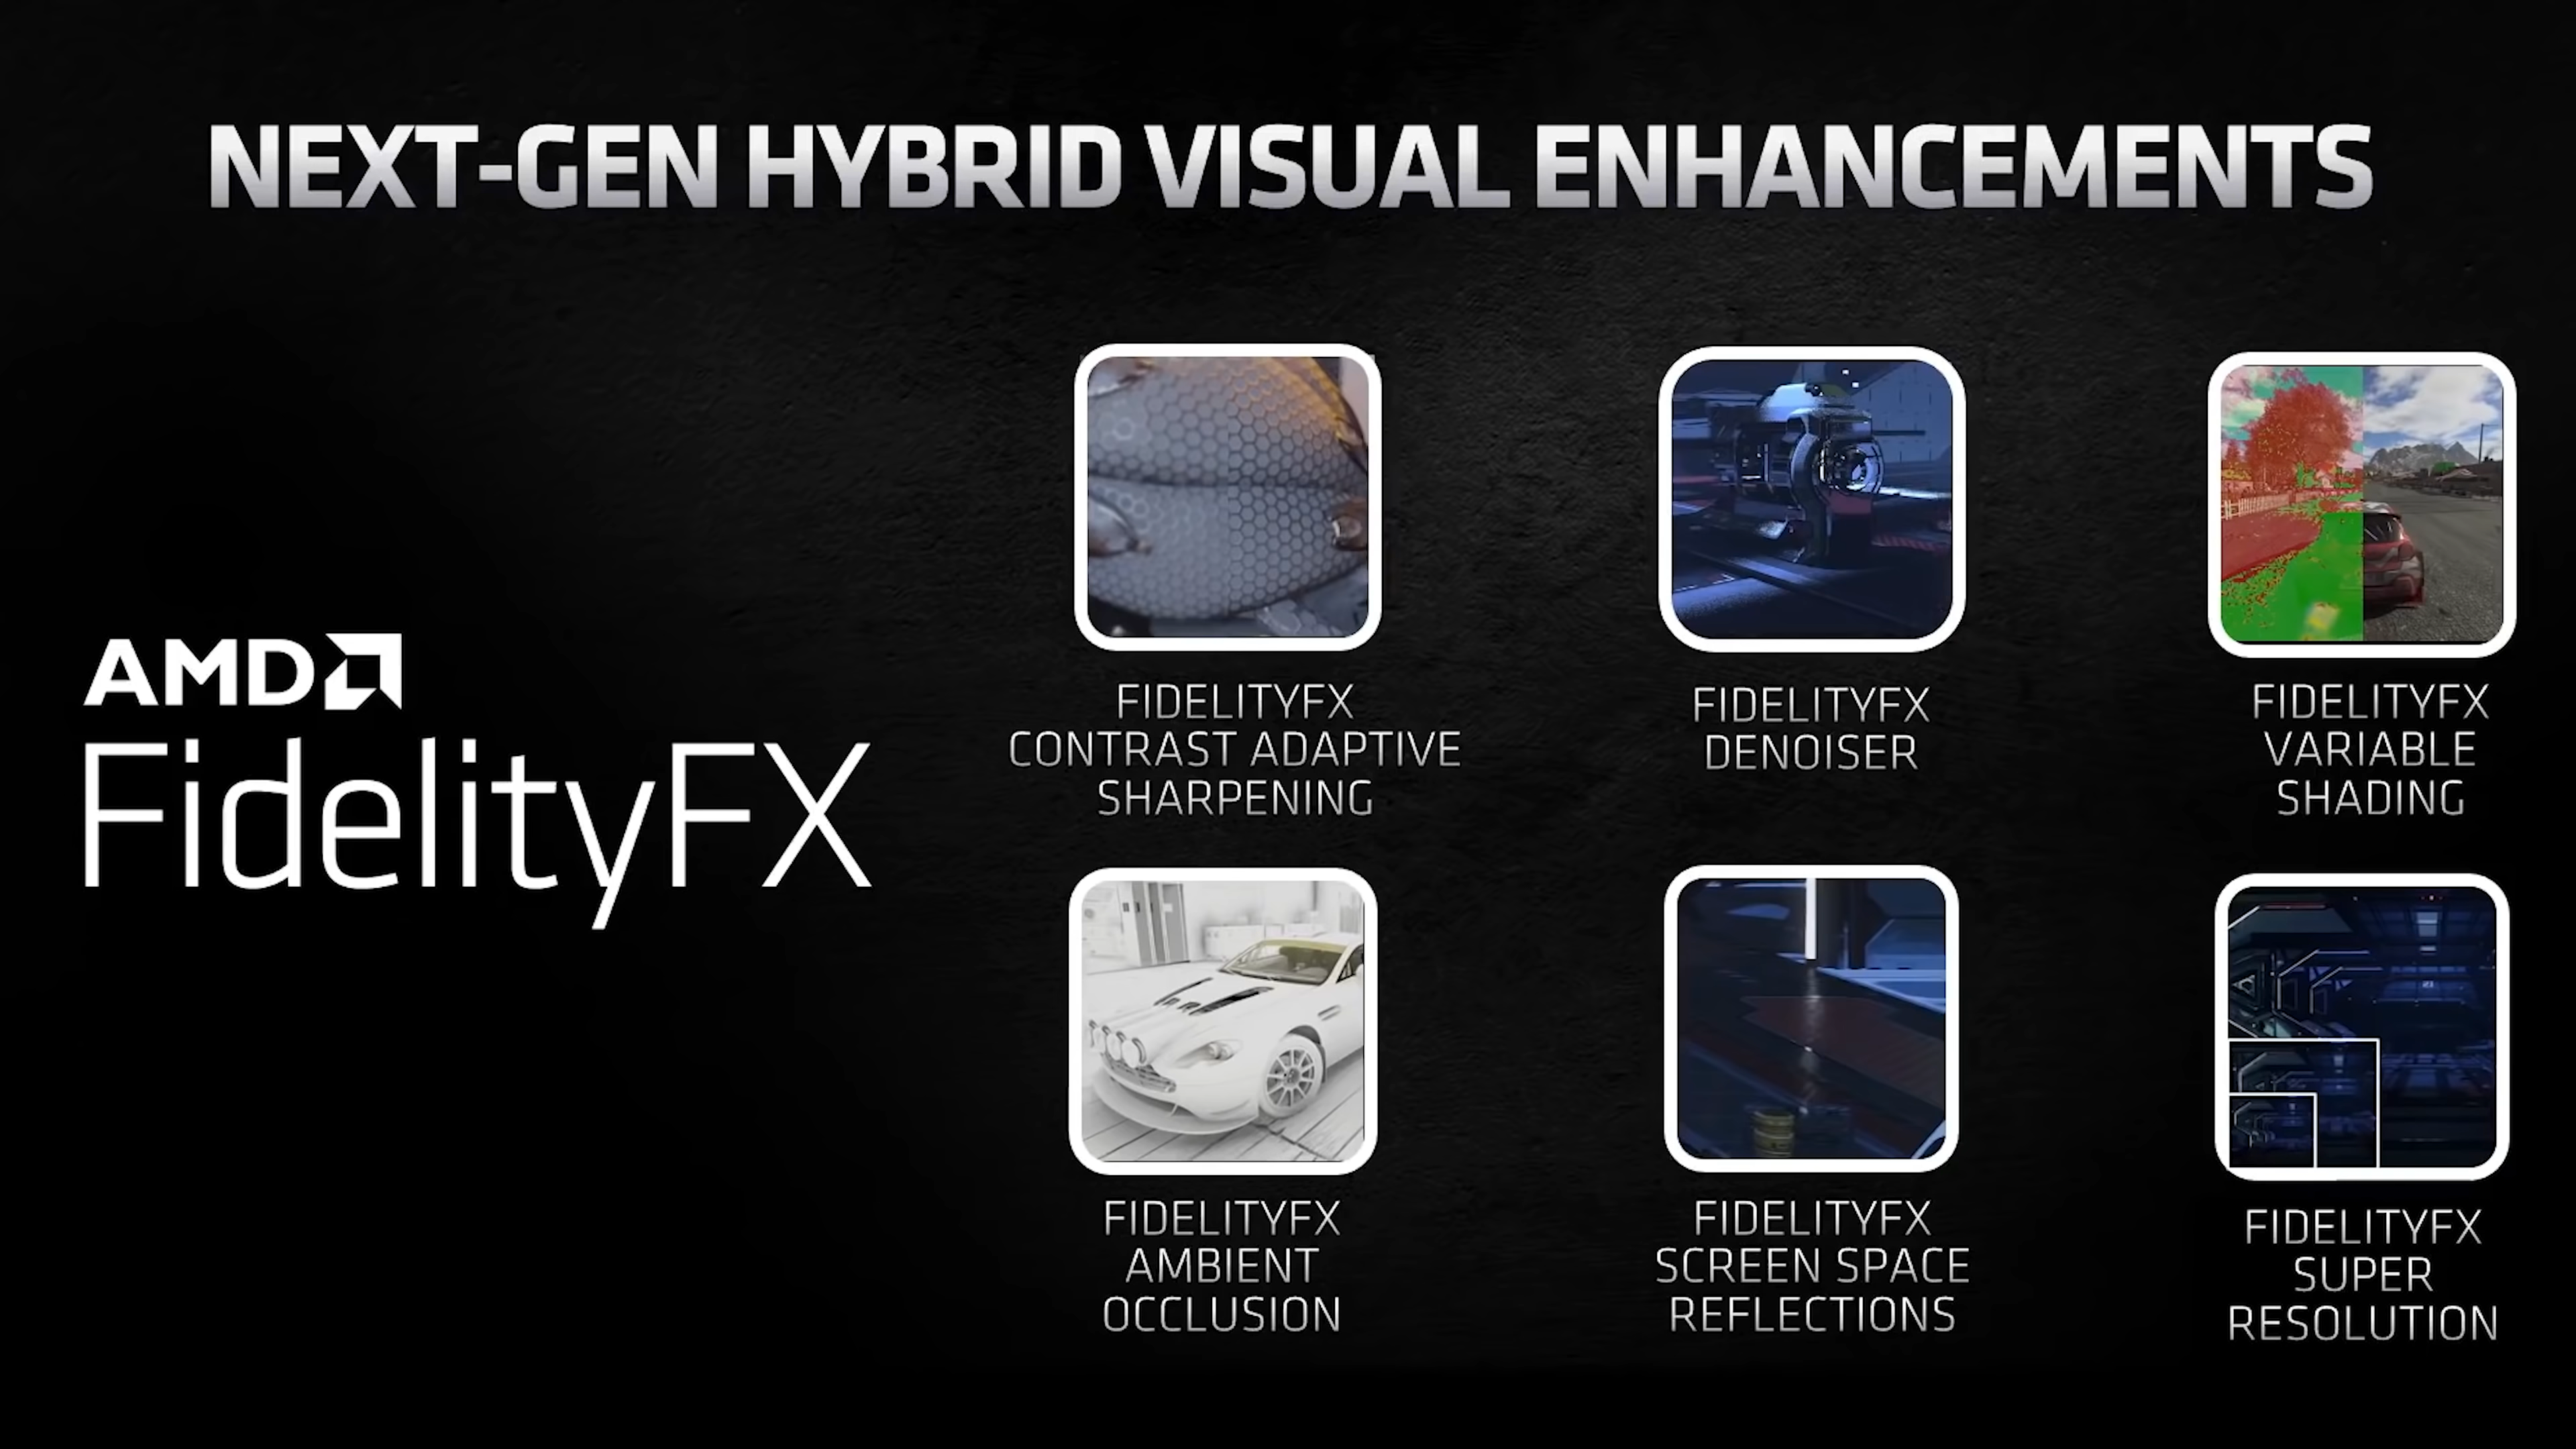 NEXT-GEN HYBRID VISUAL ENHANCEMENTS
AMD
FidelityFX
FIDELITYFX
CONTRAST ADAPTIVE
SHARPENING
FIDELITYFX
DENOISER
FIDELITYFX
VARIABLE
SHADING
FIDELITYFX
AMBIENT
OCCLUSION
FIDELITYFX
SCREEN SPACE
REFLECTIONS
FIDELITYFX
SUPER
RESOLUTION